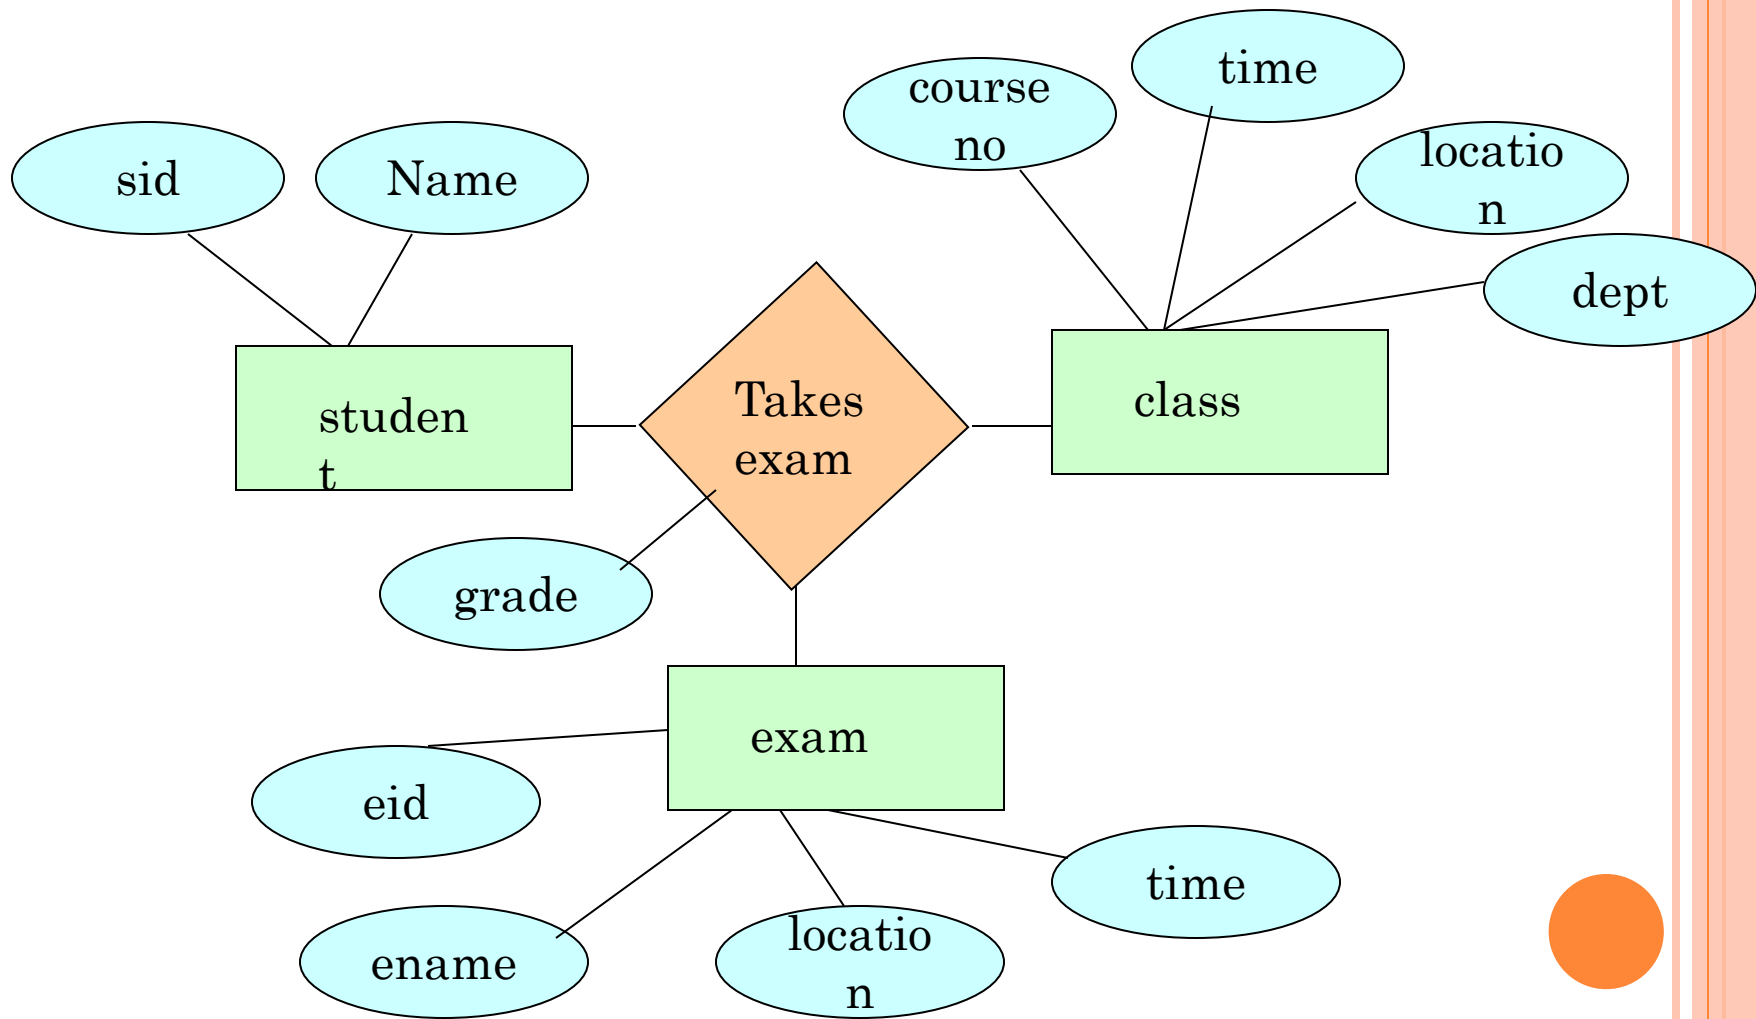 time
course
no
locatio
n
sid
Name
dept
Takes
exam
class
studen
t
grade
exam
eid
time
ename
locatio
n